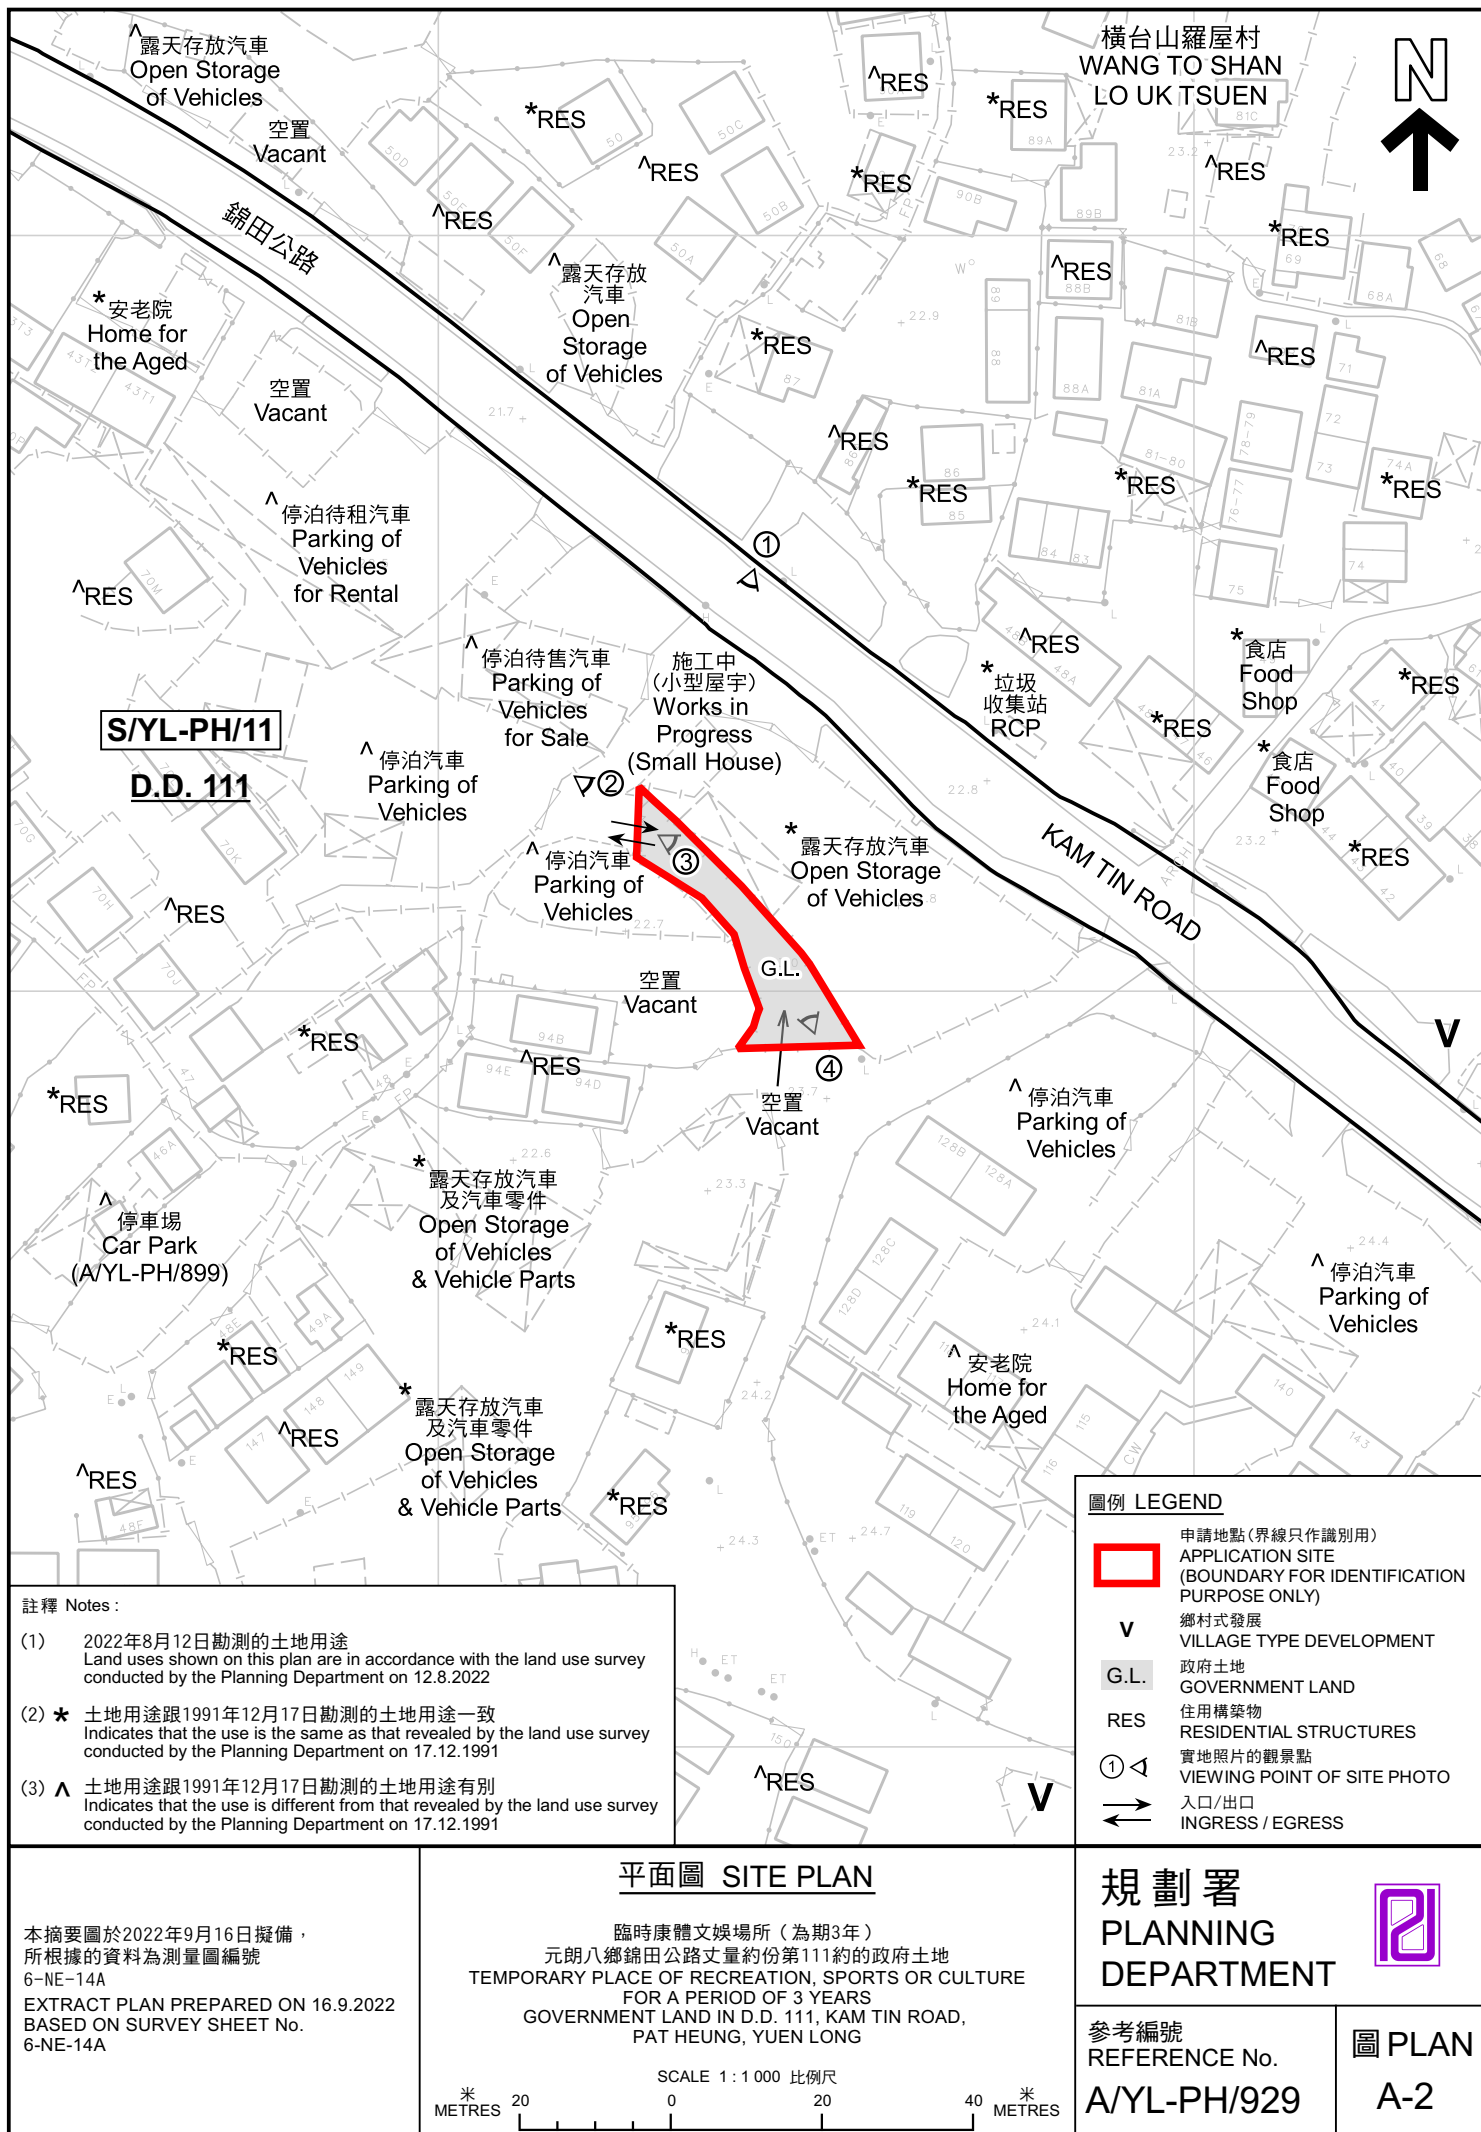 ^露天存放汽車
Open Storage
of Vehicles
空置
Vacant
橫台山羅屋村
WANG TO SHAN
LO UK TSUEN
N
*RES
^RES
*RES
^RES
*RES
^RES
^RES
*RES
錦田公路
^露天存放
汽車
Open
Storage
of Vehicles
^RES
*安老院
Home for
the Aged
*RES
^RES
空置
Vacant
^RES
*RES
*RES
*RES
^停泊待租汽車
Parking of
Vehicles
for Rental
①
^RES
^停泊待售汽車
Parking of
Vehicles
for Sale
施工中
(小型屋宇)
Works in
Progress
(Small House)
^RES
*垃圾
收集站
RCP
*食店
Food
Shop
*RES
*RES
S/YL-PH/11
D.D. 111
^停泊汽車
Parking of
Vehicles
②
*食店
Food
Shop
③
^停泊汽車
Parking of
Vehicles
*露天存放汽車
Open Storage
of Vehicles
*RES
KAM TIN ROAD
^RES
G.L.
空置
Vacant
*RES
^RES
④
V
*RES
空置
Vacant
^停泊汽車
Parking of
Vehicles
*露天存放汽車
及汽車零件
Open Storage
of Vehicles
& Vehicle Parts
^停車場
Car Park
(A/YL-PH/899)
^停泊汽車
Parking of
Vehicles
*RES
*RES
^安老院
Home for
the Aged
*露天存放汽車
及汽車零件
Open Storage
of Vehicles
& Vehicle Parts
^RES
^RES
*RES
^RES
V
圖例 LEGEND
申請地點(界線只作識別用)
APPLICATION SITE
(BOUNDARY FOR IDENTIFICATION
PURPOSE ONLY)
V 鄉村式發展
VILLAGE TYPE DEVELOPMENT
G.L. 政府土地
GOVERNMENT LAND
RES 住用構築物
RESIDENTIAL STRUCTURES
① 實地照片的觀景點
VIEWING POINT OF SITE PHOTO
入口/出口
INGRESS / EGRESS
註釋 Notes :
(1) 2022年8月12日勘測的土地用途
Land uses shown on this plan are in accordance with the land use survey
conducted by the Planning Department on 12.8.2022
(2) * 土地用途跟1991年12月17日勘測的土地用途一致
Indicates that the use is the same as that revealed by the land use survey
conducted by the Planning Department on 17.12.1991
(3) ^ 土地用途跟1991年12月17日勘測的土地用途有別
Indicates that the use is different from that revealed by the land use survey
conducted by the Planning Department on 17.12.1991
本摘要圖於2022年9月16日擬備，
所根據的資料為測量圖編號
6-NE-14A
EXTRACT PLAN PREPARED ON 16.9.2022
BASED ON SURVEY SHEET No.
6-NE-14A
平面圖 SITE PLAN
臨時康體文娛場所（為期3年）
元朗八鄉錦田公路丈量約份第111約的政府土地
TEMPORARY PLACE OF RECREATION, SPORTS OR CULTURE
FOR A PERIOD OF 3 YEARS
GOVERNMENT LAND IN D.D. 111, KAM TIN ROAD,
PAT HEUNG, YUEN LONG
SCALE 1 : 1 000 比例尺
米 METRES 20 0 20 40 米 METRES
規劃署
PLANNING
DEPARTMENT
參考編號
REFERENCE No.
A/YL-PH/929
圖 PLAN
A-2